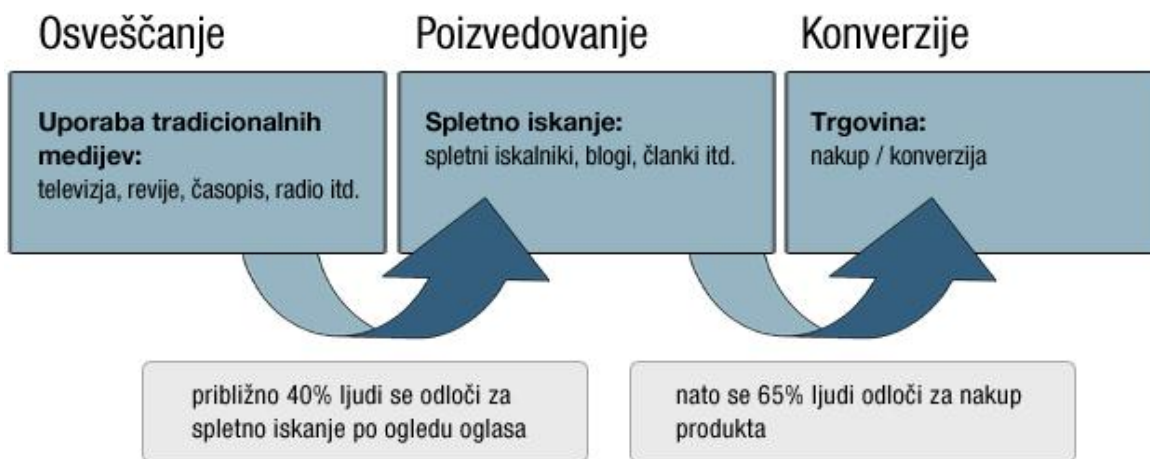 Osveščanje
Poizvedovanje
Konverzije
Uporaba tradicionalnih
medijev:
televizja, revije, časopis, radio itd.
Spletno iskanje:
spletni iskalniki, blogi, članki itd.
Trgovina:
nakup / konverzija
približno 40% ljudi se odloči za
spletno iskanje po ogledu oglasa
nato se 65% ljudi odloči za nakup
produkta